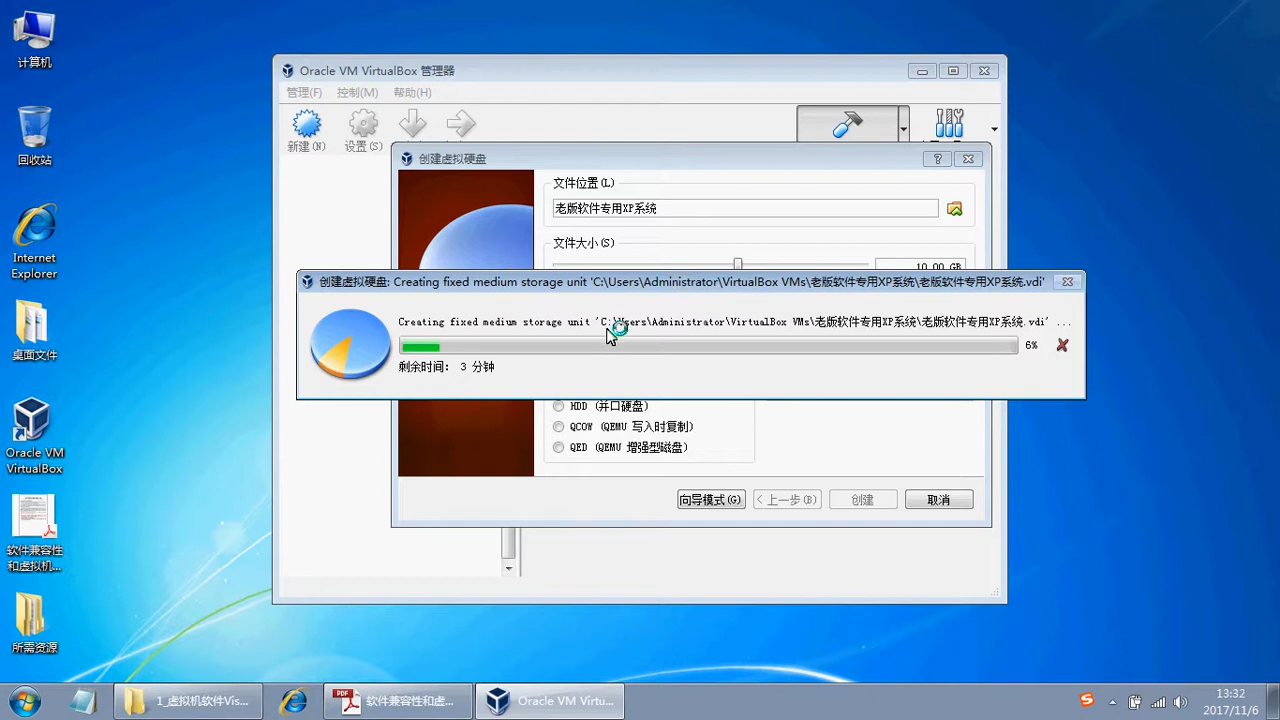 计算机
回收站
Internet
Explorer
桌面文件
Oracle VM
VirtualBox
软件兼容性
和虚拟机...
所需资源
Oracle VM VirtualBox 管理器
管理(F)
控制(M)
帮助(H)
新建(N)
设置(S)
创建虚拟硬盘
文件位置(L)
老版软件专用XP系统
文件大小(S)
10.00 GB
创建虚拟硬盘: Creating fixed medium storage unit 'C:\Users\Administrator\VirtualBox VMs\老版软件专用XP系统\老版软件专用XP系统.vdi'
Creating fixed medium storage unit 'C:\Users\Administrator\VirtualBox VMs\老版软件专用XP系统\老版软件专用XP系统.vdi' ...
6%
剩余时间: 3 分钟
HDD (并口硬盘)
QCOW (QEMU 写入时复制)
QED (QEMU 增强型磁盘)
向导模式(G)
< 上一步(B)
创建
取消
1_虚拟机软件Vis...
PDF
软件兼容性和虚...
Oracle VM Virtu...
13:32
2017/11/6